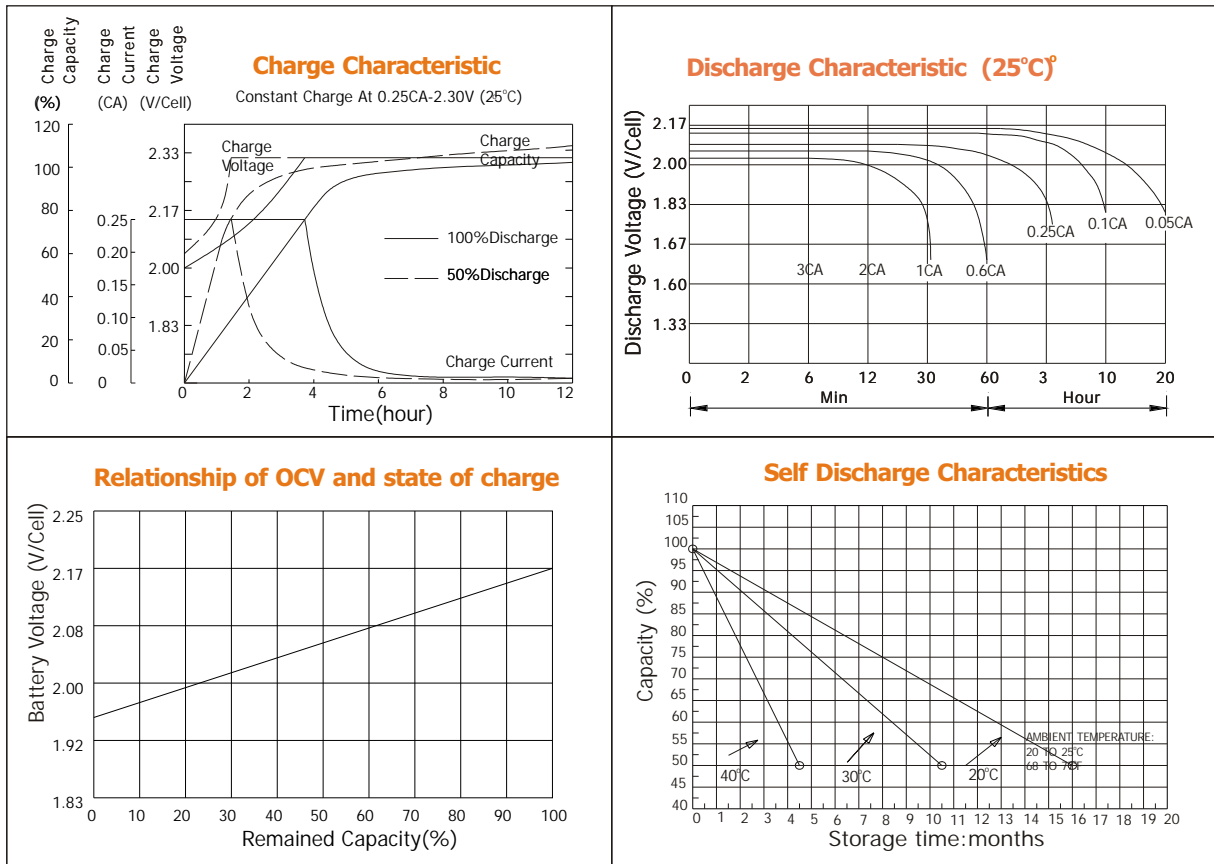 Charge
Capacity
Charge
Current
Charge
Voltage
(%)
(CA)
(V/Cell)
Charge Characteristic
Constant Charge At 0.25CA-2.30V (25°C)
120
100
80
60
40
20
0
0.25
0.20
0.15
0.10
0.05
0
2.33
2.17
2.00
1.83
Charge
Voltage
Charge
Capacity
100%Discharge
50%Discharge
Charge Current
0 2 4 6 8 10 12
Time(hour)
Discharge Characteristic (25°C)°
Discharge Voltage (V/Cell)
2.17
2.00
1.83
1.67
1.60
1.33
3CA 2CA 1CA 0.6CA 0.25CA 0.1CA 0.05CA
0 2 6 12 30 60 3 10 20
Min Hour
Relationship of OCV and state of charge
Battery Voltage (V/Cell)
2.25
2.17
2.08
2.00
1.92
1.83
0 10 20 30 40 50 60 70 80 90 100
Remained Capacity(%)
Self Discharge Characteristics
Capacity (%)
110
100
95
90
85
80
75
70
65
60
55
50
45
40
40°C
30°C
20°C
AMBIENT TEMPERATURE:
20 TO 25°C
68 TO
0 1 2 3 4 5 6 7 8 9 10 11 12 13 14 15 16 17 18 19 20
Storage time:months